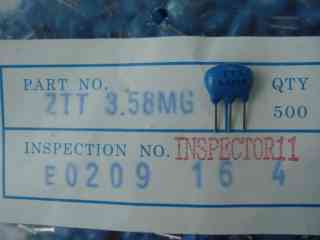 PART NO. ZTT 3.58MG
QTY
500
INSPECTION NO. INSPECTOR11
E0209 16 4